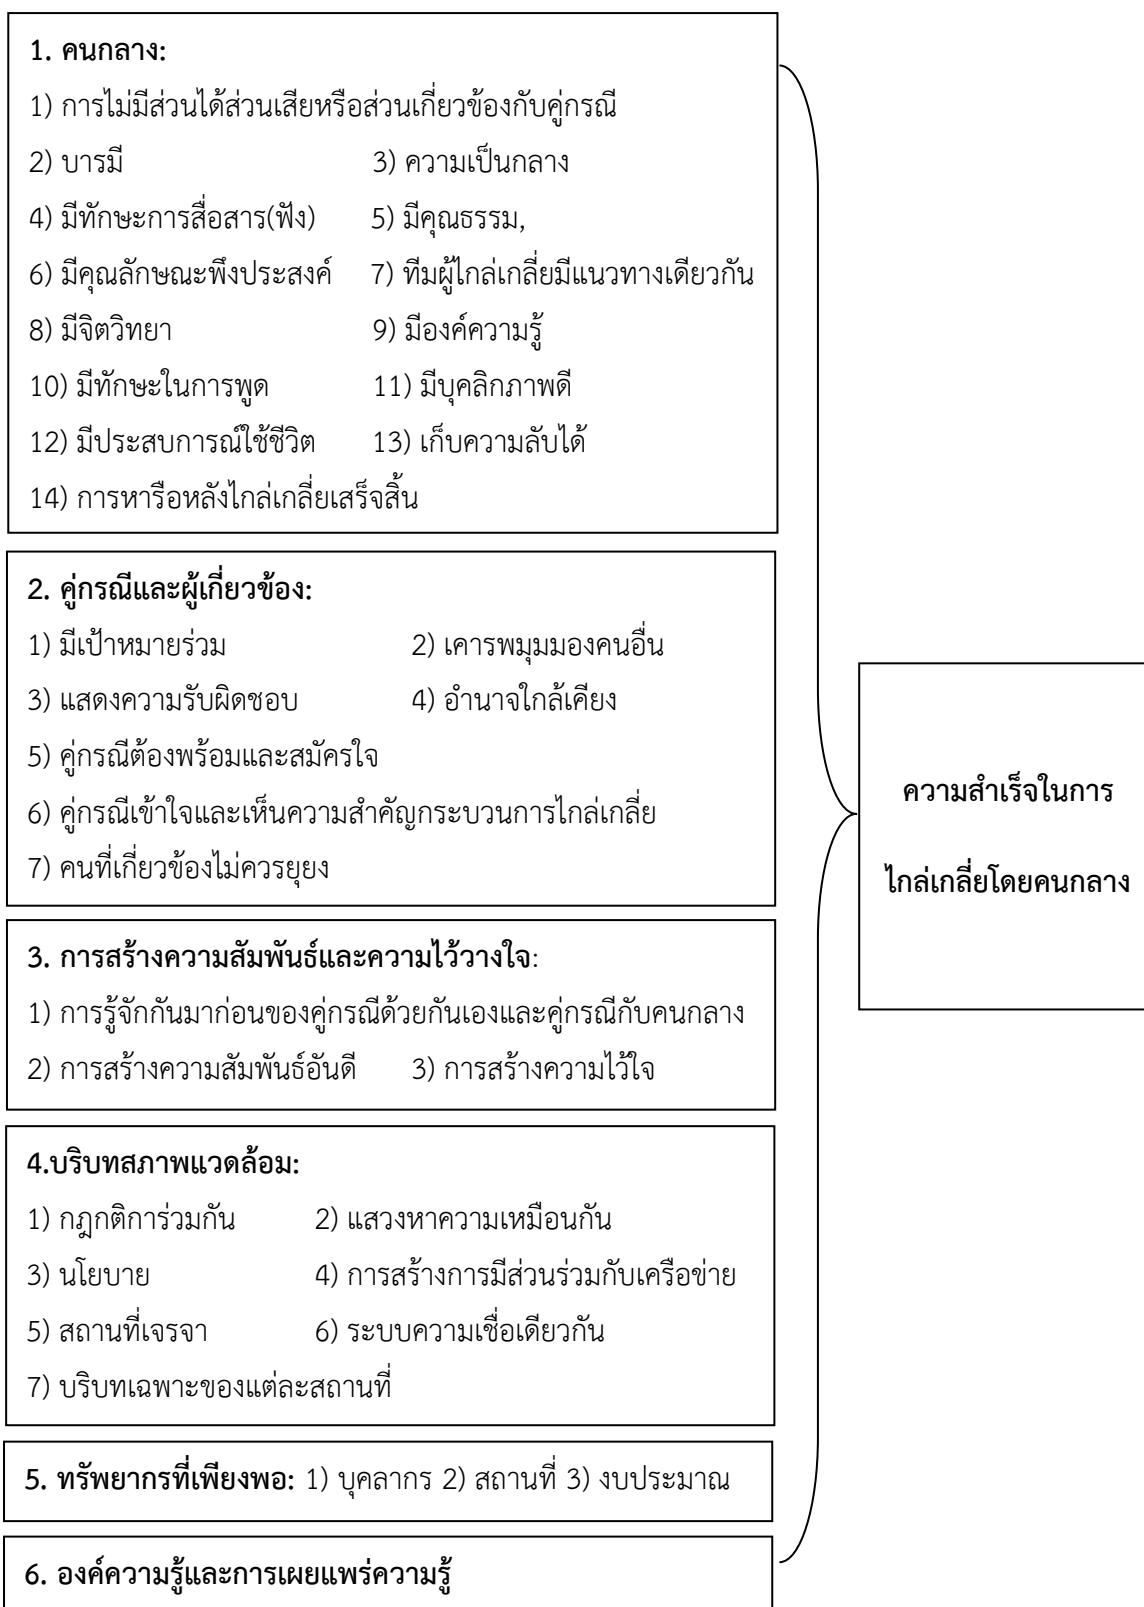 1. คนกลาง:
1) การไม่มีส่วนได้ส่วนเสียหรือส่วนเกี่ยวข้องกับคู่กรณี
2) บารมี 3) ความเป็นกลาง
4) มีทักษะการสื่อสาร(ฟัง) 5) มีคุณธรรม,
6) มีคุณลักษณะพึงประสงค์ 7) ทีมผู้ไกล่เกลี่ยมีแนวทางเดียวกัน
8) มีจิตวิทยา 9) มีองค์ความรู้
10) มีทักษะในการพูด 11) มีบุคลิกภาพดี
12) มีประสบการณ์ใช้ชีวิต 13) เก็บความลับได้
14) การหารือหลังไกล่เกลี่ยเสร็จสิ้น
2. คู่กรณีและผู้เกี่ยวข้อง:
1) มีเป้าหมายร่วม 2) เคารพมุมมองคนอื่น
3) แสดงความรับผิดชอบ 4) อำนาจใกล้เคียง
5) คู่กรณีต้องพร้อมและสมัครใจ
6) คู่กรณีเข้าใจและเห็นความสำคัญกระบวนการไกล่เกลี่ย
7) คนที่เกี่ยวข้องไม่ควรยุยง
3. การสร้างความสัมพันธ์และความไว้วางใจ:
1) การรู้จักกันมาก่อนของคู่กรณีด้วยกันเองและคู่กรณีกับคนกลาง
2) การสร้างความสัมพันธ์อันดี 3) การสร้างความไว้ใจ
4.บริบทสภาพแวดล้อม:
1) กฎกติการ่วมกัน 2) แสวงหาความเหมือนกัน
3) นโยบาย 4) การสร้างการมีส่วนร่วมกับเครือข่าย
5) สถานที่เจรจา 6) ระบบความเชื่อเดียวกัน
7) บริบทเฉพาะของแต่ละสถานที่
5. ทรัพยากรที่เพียงพอ: 1) บุคลากร 2) สถานที่ 3) งบประมาณ
6. องค์ความรู้และการเผยแพร่ความรู้
ความสำเร็จในการ
ไกล่เกลี่ยโดยคนกลาง